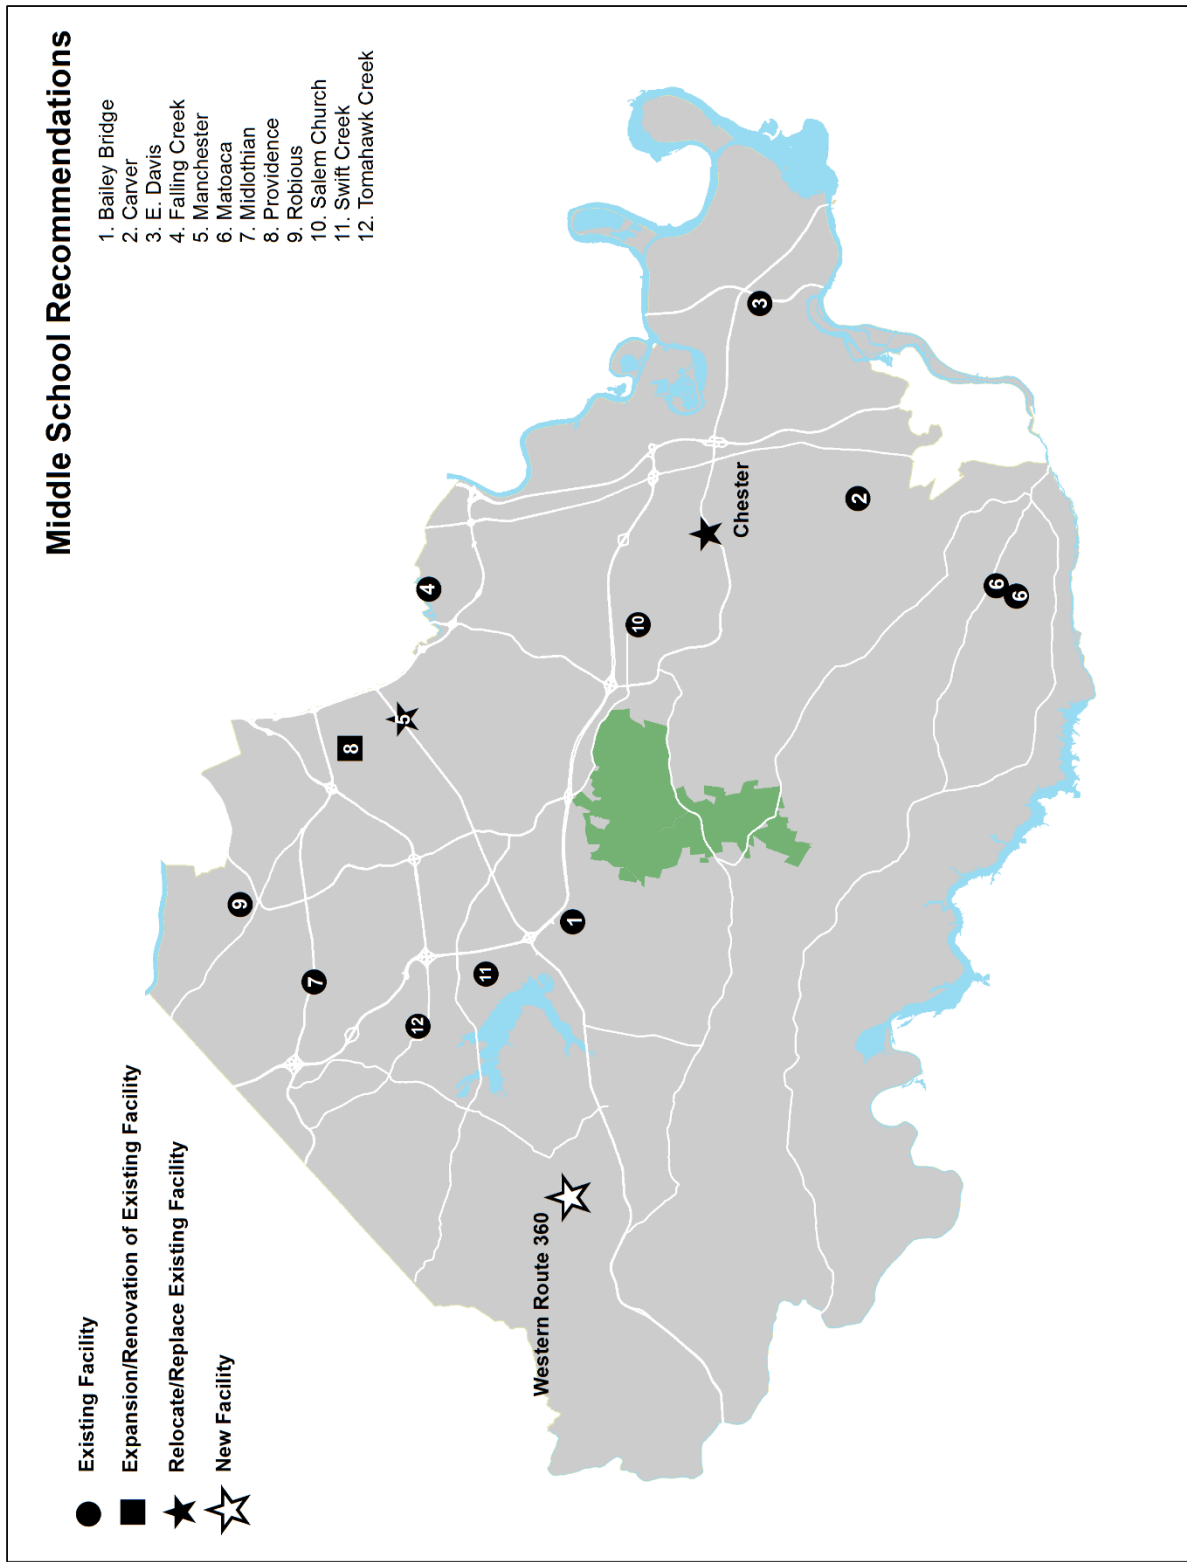 Middle School Recommendations
1. Bailey Bridge
2. Carver
3. E. Davis
4. Falling Creek
5. Manchester
6. Matoaca
7. Midlothian
8. Providence
9. Robious
10. Salem Church
11. Swift Creek
12. Tomahawk Creek
Existing Facility
Expansion/Renovation of Existing Facility
Relocate/Replace Existing Facility
New Facility
9
7
8
12
5
4
11
1
Western Route 360
10
Chester
3
2
6
6